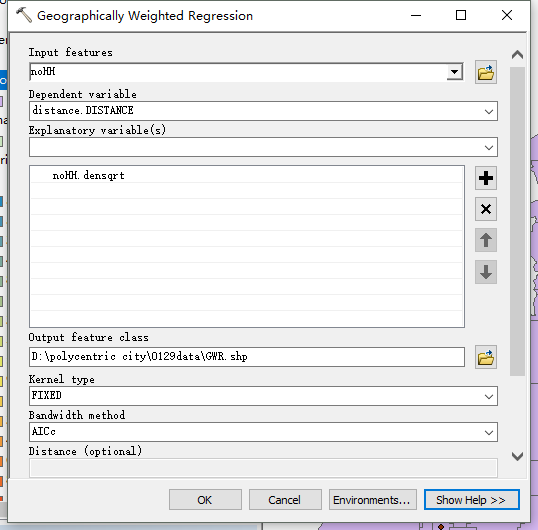 Geographically Weighted Regression
Input features
noHH
Dependent variable
distance.DISTANCE
Explanatory variable(s)
noHH.densqrt
Output feature class
D:\polycentric city\0129data\GWR.shp
Kernel type
FIXED
Bandwidth method
AICc
Distance (optional)
OK Cancel Environments... Show Help >>